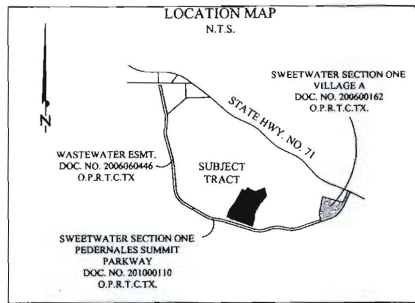 LOCATION MAP
N.T.S.
SWEETWATER SECTION ONE
VILLAGE A
DOC. NO. 200600162
O.P.R.T.C.TX.
-N-
STATE HWY. NO. 71
WASTEWATER ESMT.
DOC. NO. 2006060446
O.P.R.T.C.TX.
SUBJECT
TRACT
SWEETWATER SECTION ONE
PEDERNALES SUMMIT
PARKWAY
DOC. NO. 201000110
O.P.R.T.C.TX.